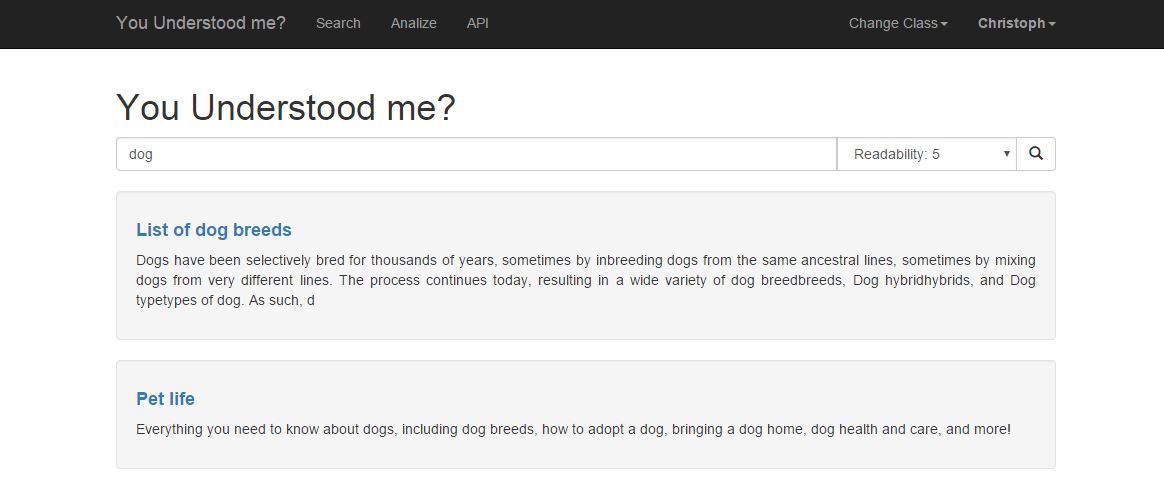 You Understood me? Search Analize API Change Class Christoph
You Understood me?
dog Readability: 5
List of dog breeds
Dogs have been selectively bred for thousands of years, sometimes by inbreeding dogs from the same ancestral lines, sometimes by mixing
dogs from very different lines. The process continues today, resulting in a wide variety of dog breedbreeds, Dog hybridhybrids, and Dog
typetypes of dog. As such, d
Pet life
Everything you need to know about dogs, including dog breeds, how to adopt a dog, bringing a dog home, dog health and care, and more!